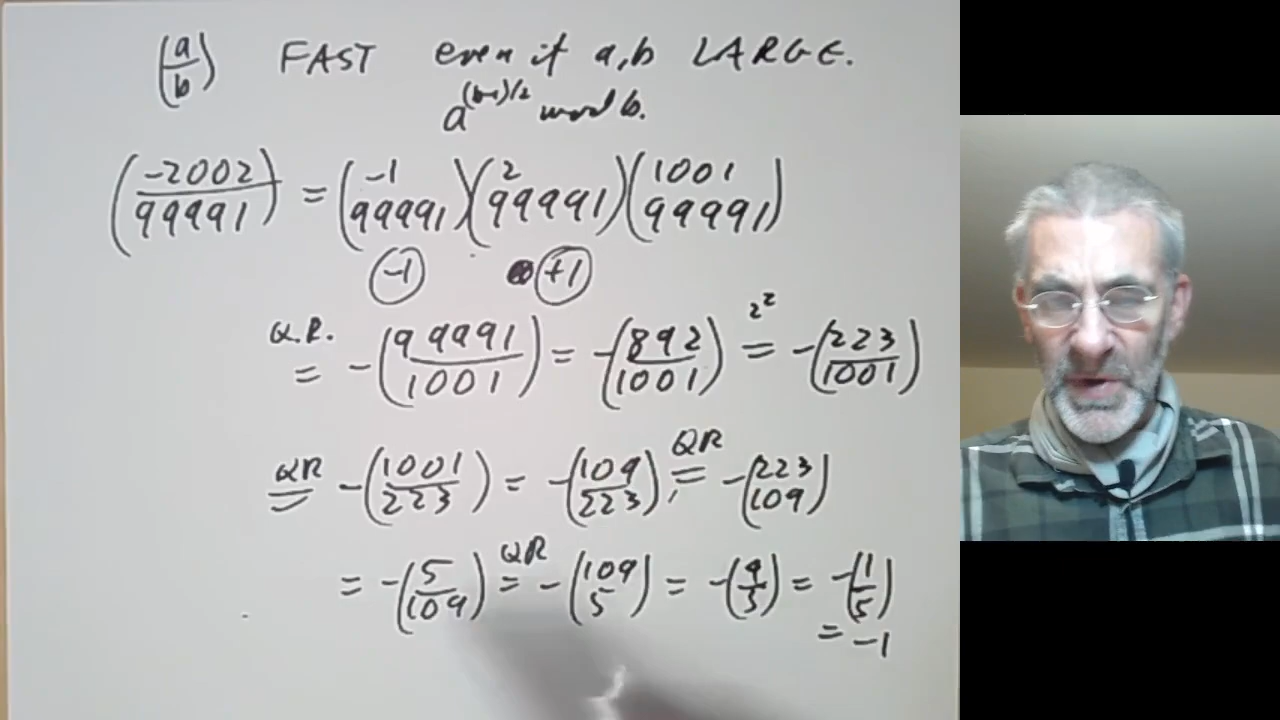 (a/b) FAST even if a,b LARGE.
a^{(b-1)/2} mod b.
(-2002/99991) = (-1/99991)(2/99991)(1001/99991)
-1 +1
Q.R. = -(99991/1001) = -(892/1001) 2^2 = -(223/1001)
QR = -(1001/223) = -(109/223), QR = -(223/109)
= -(5/109) QR = -(109/5) = -(9/5) = -(1/5)
= -1